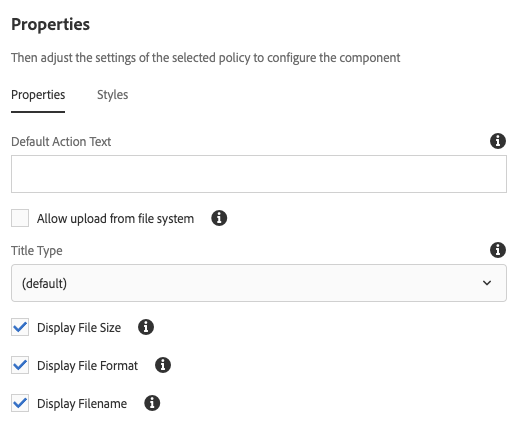 Properties
Then adjust the settings of the selected policy to configure the component
Properties Styles
Default Action Text
Allow upload from file system
Title Type
(default)
Display File Size
Display File Format
Display Filename